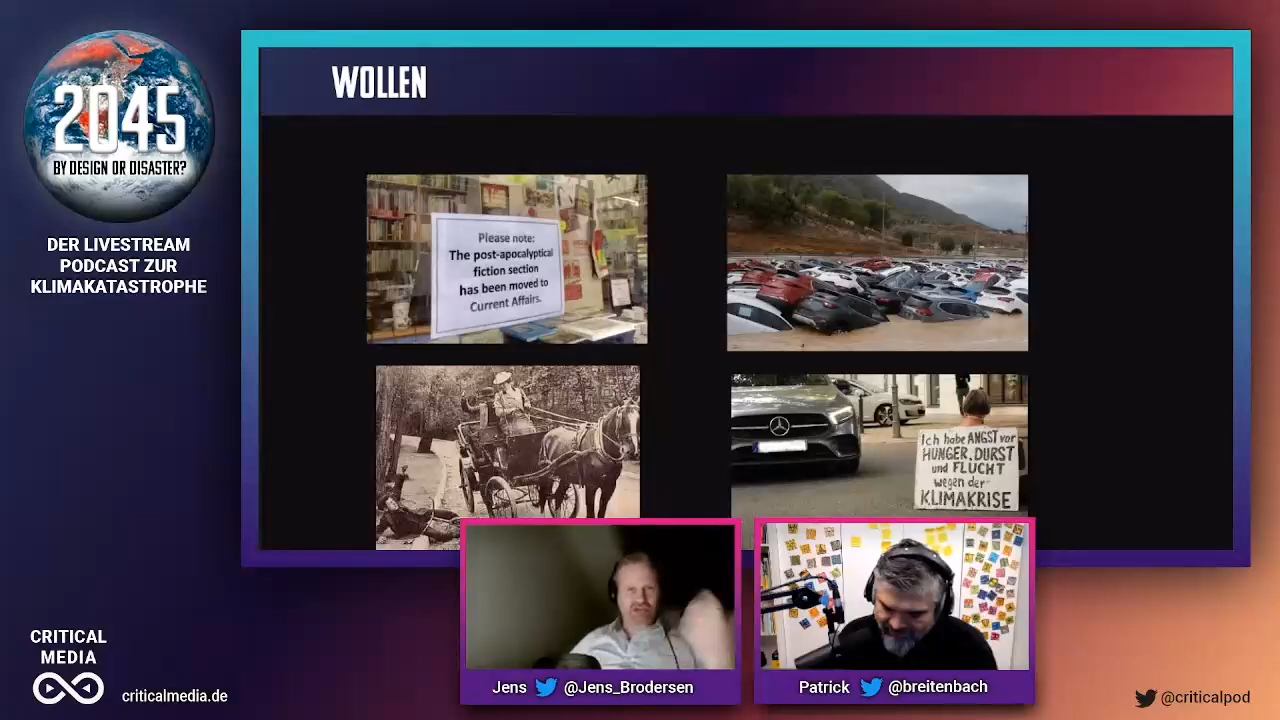 2045
BY DESIGN OR DISASTER?
DER LIVESTREAM
PODCAST ZUR
KLIMAKATASTROPHE
WOLLEN
Please note:
The post-apocalyptical
fiction section
has been moved to
Current Affairs.
Ich habe ANGST vor
HUNGER, DURST
und FLUCHT
wegen der
KLIMAKRISE
CRITICAL
MEDIA
criticalmedia.de
Jens @Jens_Brodersen
Patrick @breitenbach
@criticalpod